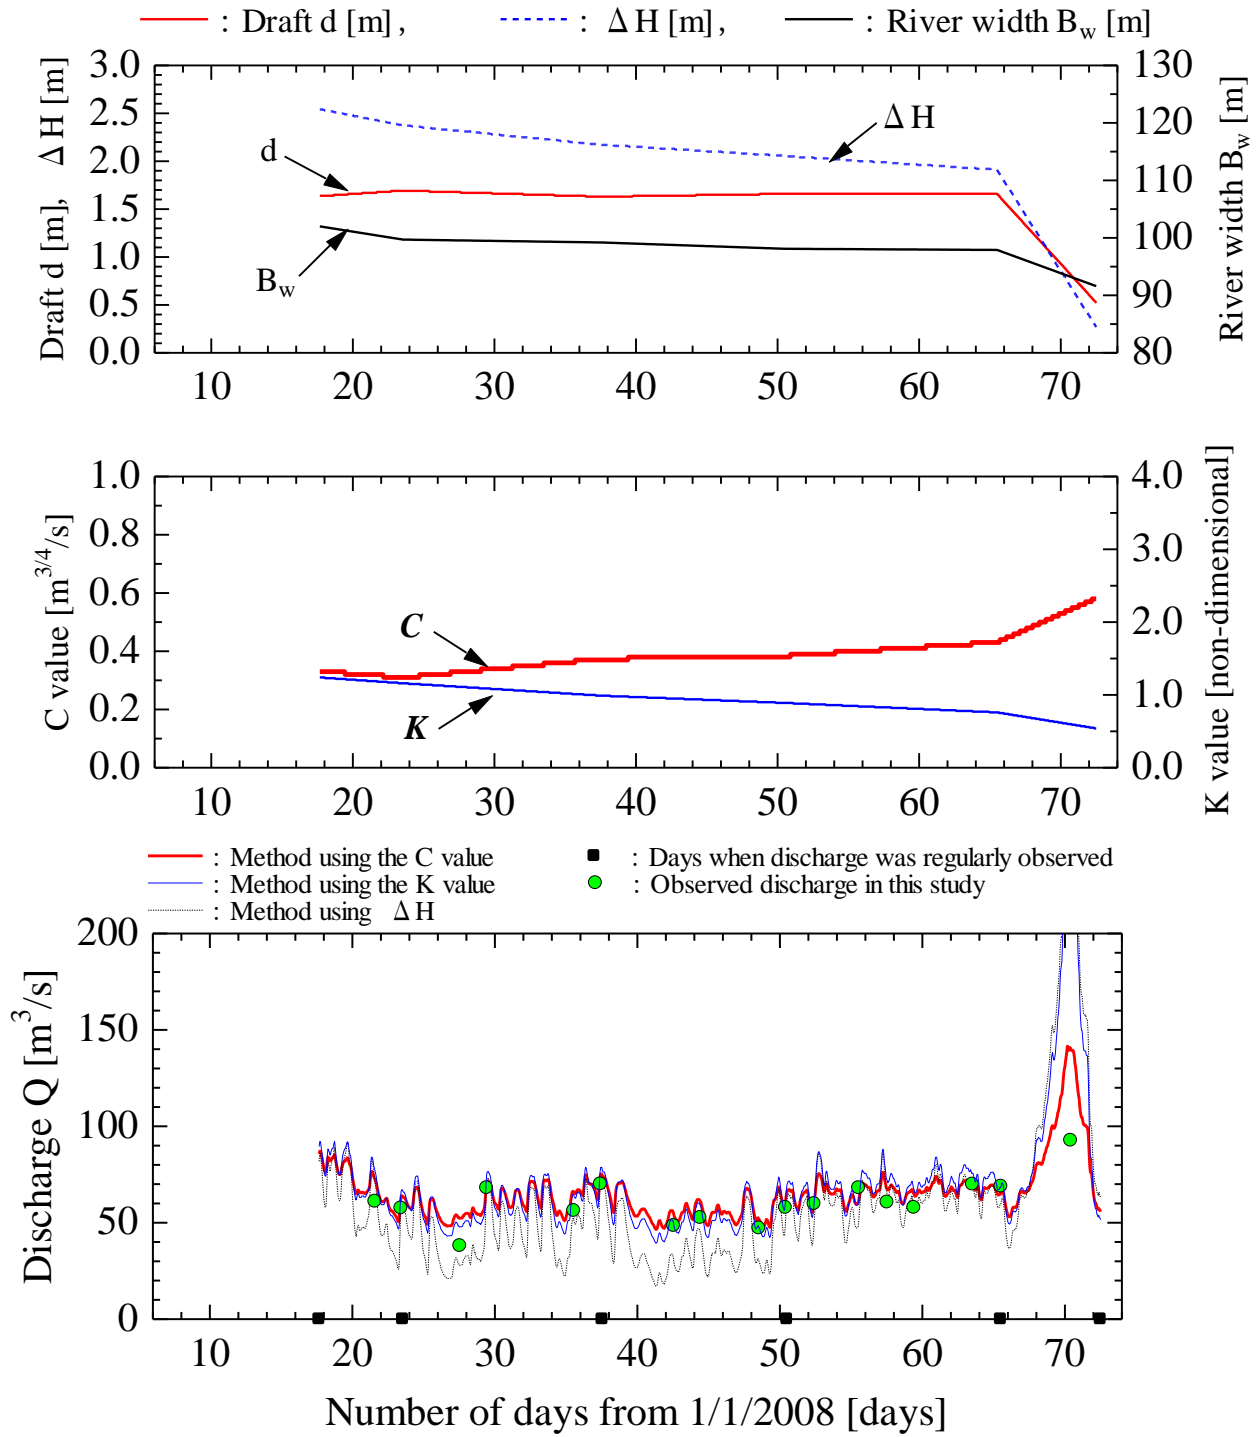 : Draft d [m] , : Δ H [m] , : River width Bw [m]
Draft d [m], Δ H [m]
3.0
2.5
2.0
1.5
1.0
0.5
0.0
d
Bw
Δ H
130
120
110
100
90
80
River width Bw [m]
10 20 30 40 50 60 70
C value [m3/4/s]
1.0
0.8
0.6
0.4
0.2
0.0
C
K
4.0
3.0
2.0
1.0
0.0
K value [non-dimensional]
10 20 30 40 50 60 70
: Method using the C value : Days when discharge was regularly observed
: Method using the K value : Observed discharge in this study
: Method using Δ H
Discharge Q [m3/s]
200
150
100
50
0
10 20 30 40 50 60 70
Number of days from 1/1/2008 [days]